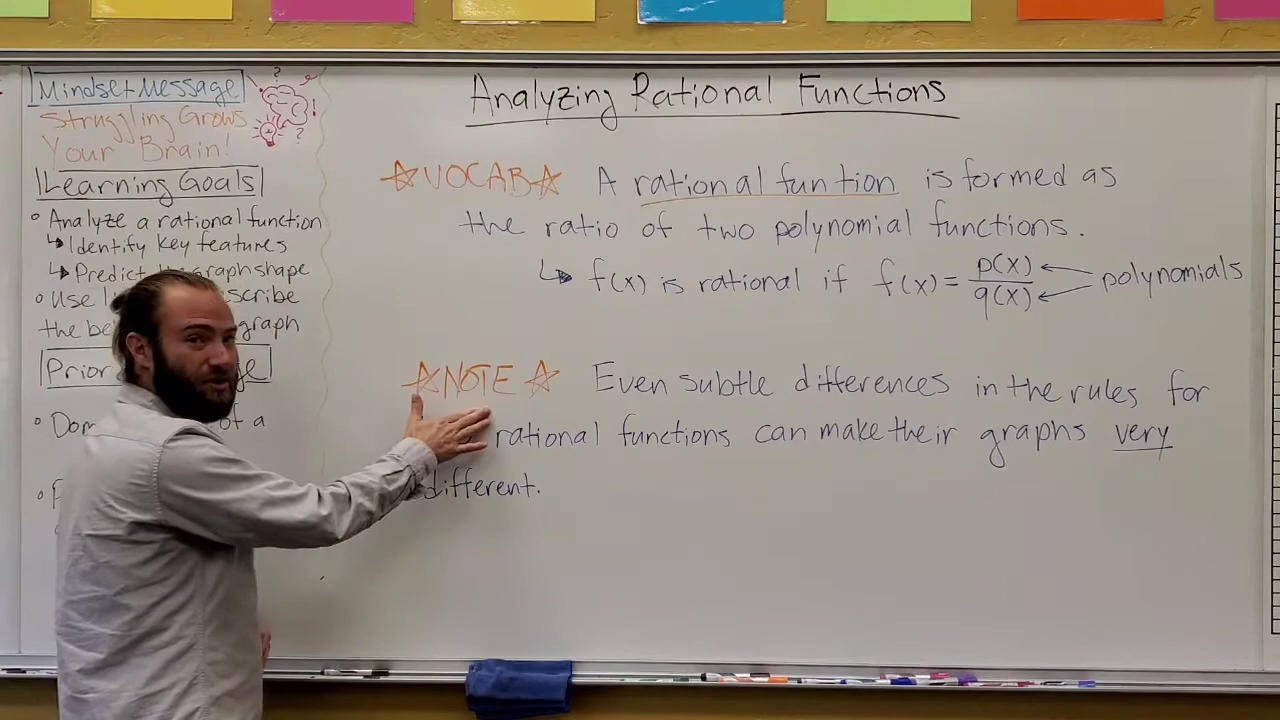 Mindset Message
Struggling Grows
Your Brain!
Learning Goals
Analyze a rational function
↳ Identify key features
↳ Predict graph shape
Use scribe
the graph
Prior
of a
Analyzing Rational Functions
☆VOCAB☆ A rational funtion is formed as
the ratio of two polynomial functions.
↳ f(x) is rational if f(x) = p(x)/q(x) ← polynomials
☆NOTE☆ Even subtle differences in the rules for
rational functions can make their graphs very
different.